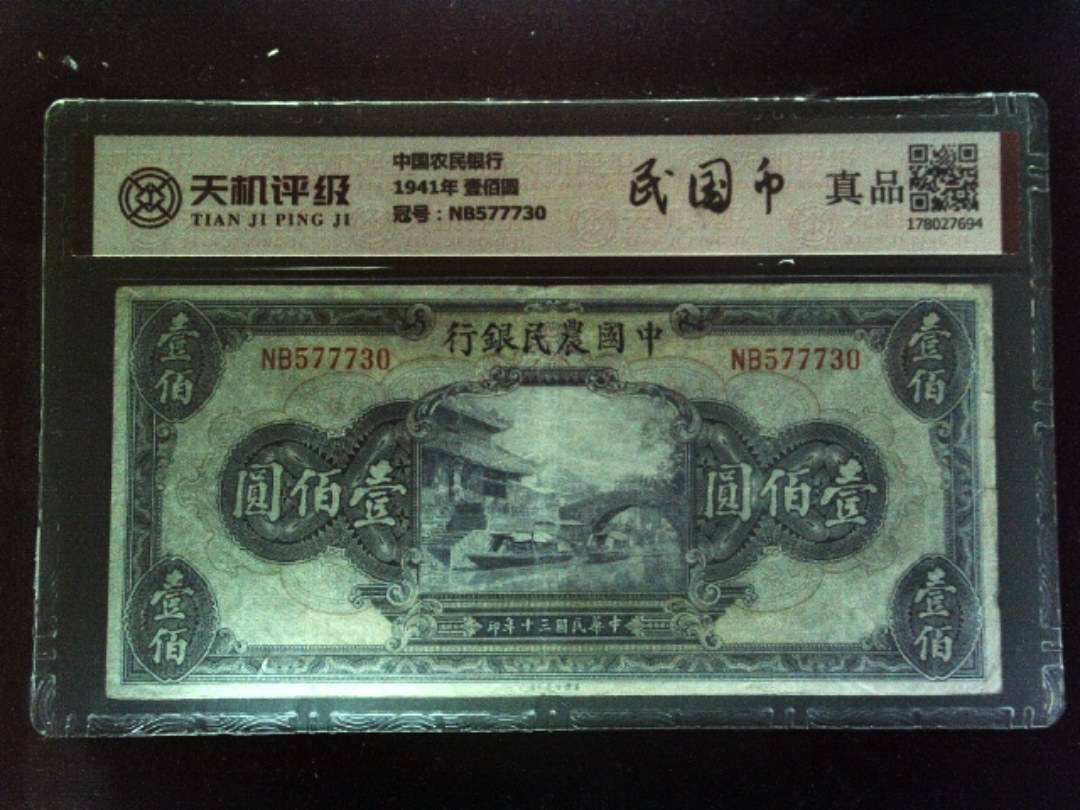 天机评级
TIAN JI PING JI
中国农民银行
1941年 壹佰圆
冠号：NB577730
民国币
真品
178027694
壹佰
行銀民農國中
壹佰
NB577730
NB577730
圓佰壹
圓佰壹
壹佰
印年十三國民華中
壹佰